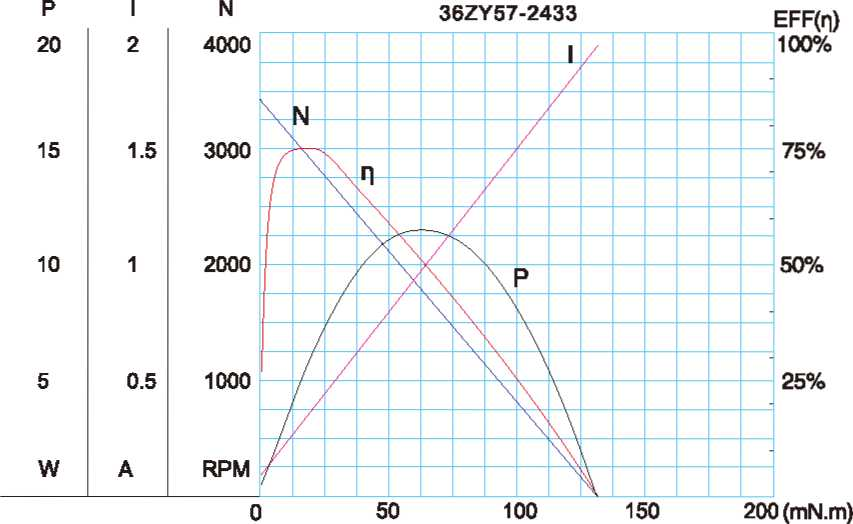 P I N 36ZY57-2433 EFF(η)
20 2 4000 100%
I
N
15 1.5 3000 75%
η
10 1 2000 50%
P
5 0.5 1000 25%
W A RPM
0 50 100 150 200 (mN.m)